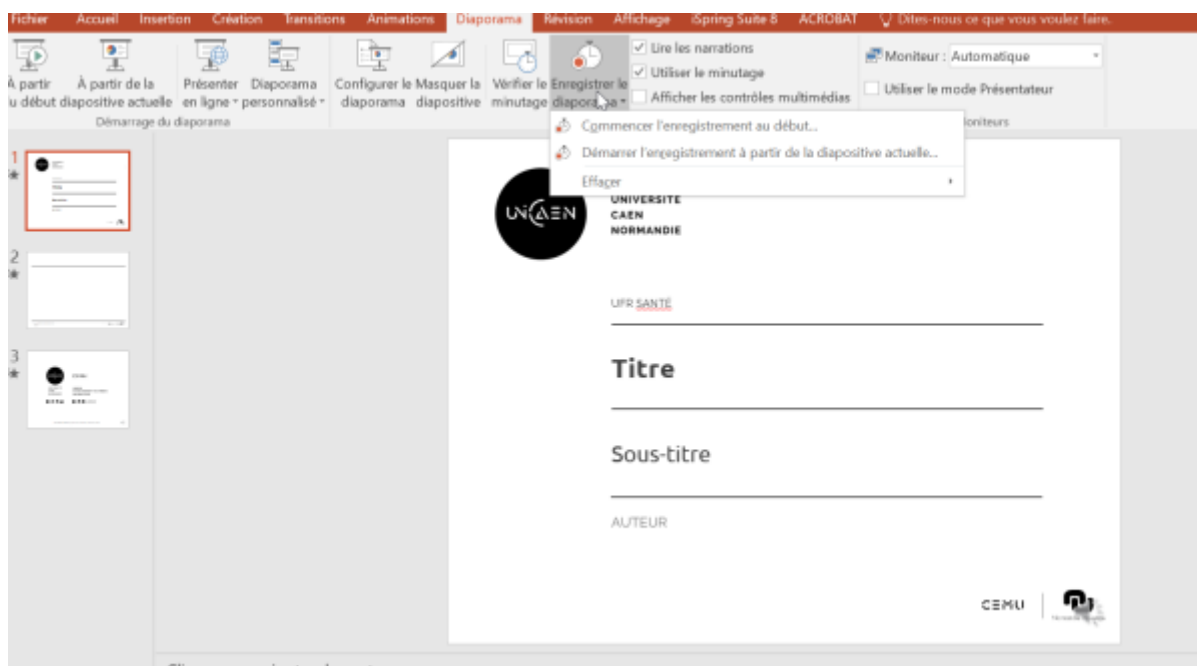 Fichier Accueil Insertion Création Transitions Animations Diaporama Révision Affichage iSpring Suite 8 ACROBAT Dites-nous ce que vous voulez faire.
À partir À partir de la Présenter Diaporama Configurer le Masquer la Vérifier le Enregistrer le
du début diapositive actuelle en ligne personnalisé diaporama diapositive minutage diaporama
Lire les narrations
Utiliser le minutage
Afficher les contrôles multimédias
Moniteur : Automatique
Utiliser le mode Présentateur
Démarrage du diaporama
Moniteurs
Commencer l'enregistrement au début...
Démarrer l'enregistrement à partir de la diapositive actuelle...
Effacer
1
2
3
UNICAEN
UNIVERSITÉ
CAEN
NORMANDIE
UFR SANTÉ
Titre
Sous-titre
AUTEUR
CEMU